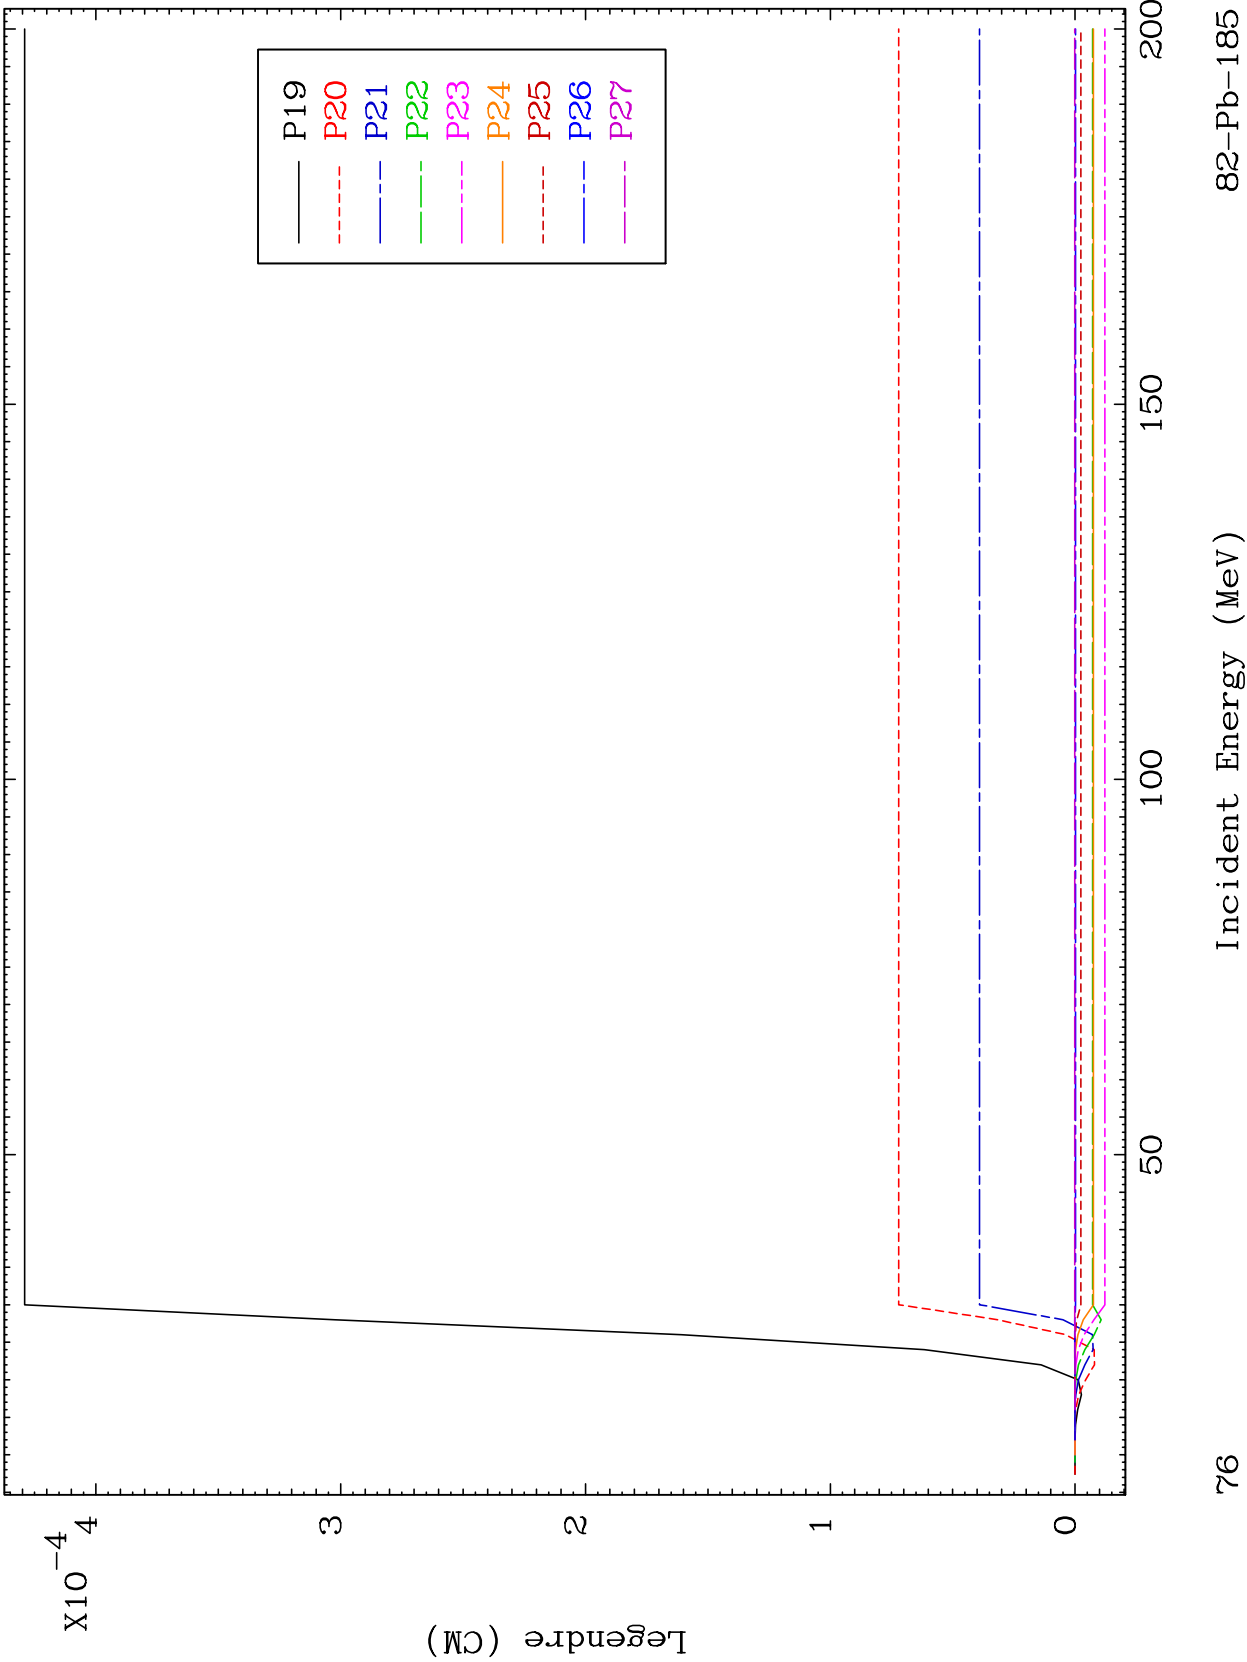 X10-4
4
3
2
1
0
Legendre (CM)
P19
P20
P21
P22
P23
P24
P25
P26
P27
50
100
150
200
Incident Energy (MeV)
76
82-Pb-185